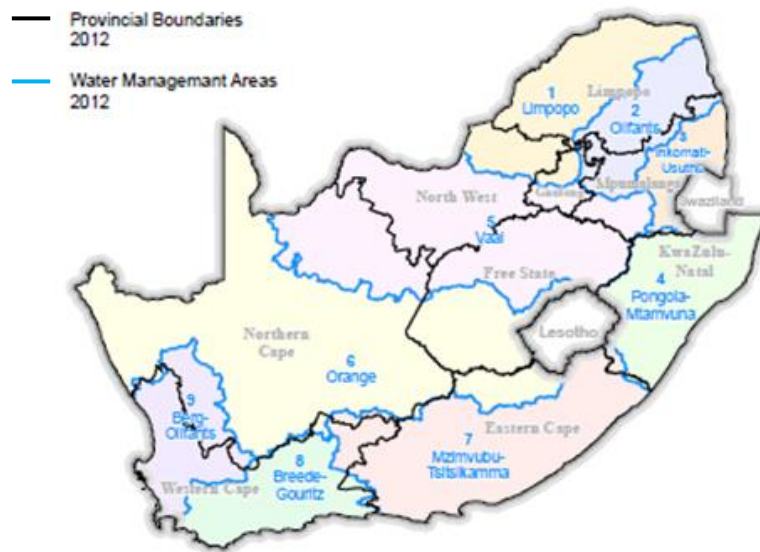 Provincial Boundaries
2012
Water Managemant Areas
2012
1
Limpopo
Limpopo
2
Olifants
3
Inkomati-
Usuthu
Mpumalanga
Gauteng
Swaziland
North West
5
Vaal
KwaZulu-
Natal
4
Pongola-
Mtamvuna
Free State
Lesotho
Northern
Cape
6
Orange
9
Berg-
Olifants
7
Mzimvubu-
Tsitsikamma
Eastern Cape
8
Breede-
Gouritz
Western Cape